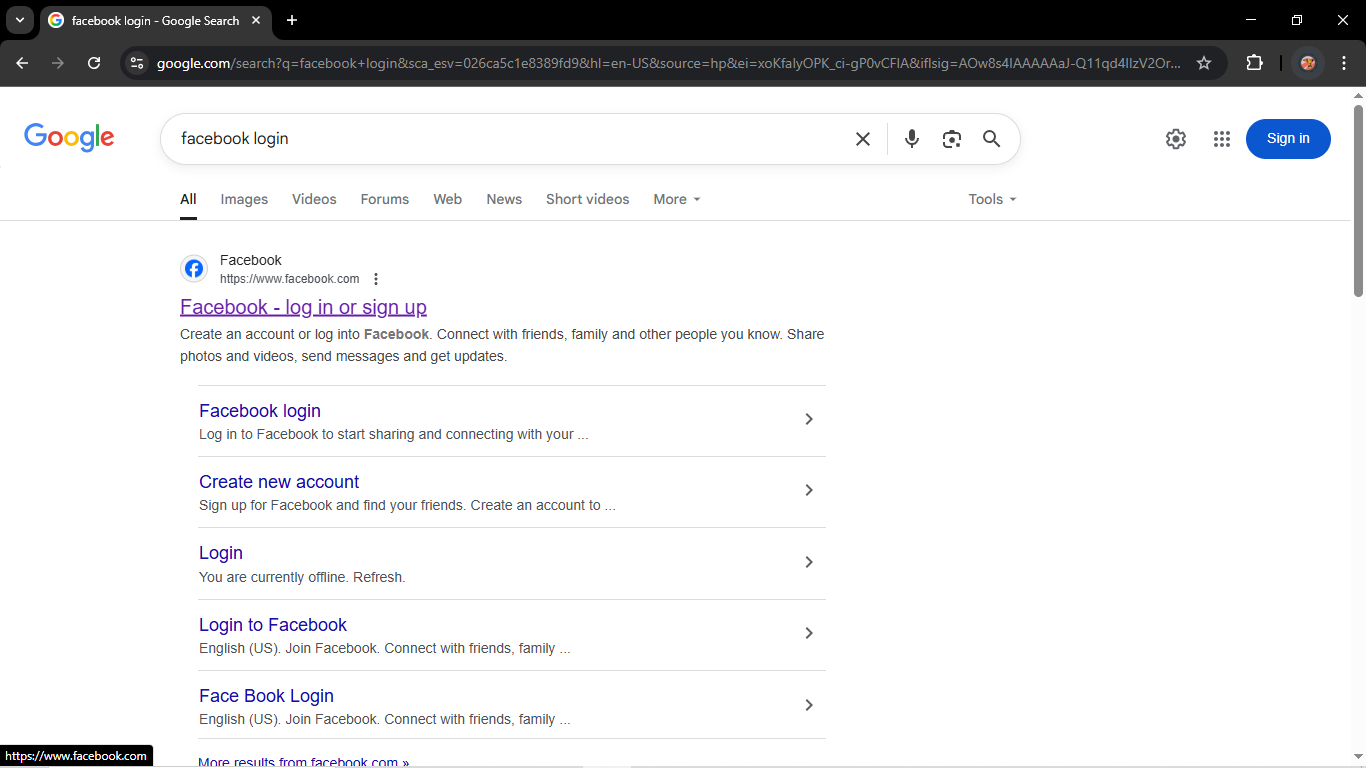 facebook login - Google Search
google.com/search?q=facebook+login&sca_esv=026ca5c1e8389fd9&hl=en-US&source=hp&ei=xoKfalyOPK_ci-gP0vCFlA&iflsig=AOw8s4IAAAAAaJ-Q11qd4IIzV2Or...
Google
facebook login
Sign in
All Images Videos Forums Web News Short videos More Tools
Facebook
https://www.facebook.com
Facebook - log in or sign up
Create an account or log into Facebook. Connect with friends, family and other people you know. Share
photos and videos, send messages and get updates.
Facebook login
Log in to Facebook to start sharing and connecting with your ...
Create new account
Sign up for Facebook and find your friends. Create an account to ...
Login
You are currently offline. Refresh.
Login to Facebook
English (US). Join Facebook. Connect with friends, family ...
Face Book Login
English (US). Join Facebook. Connect with friends, family ...
https://www.facebook.com
More results from facebook.com »